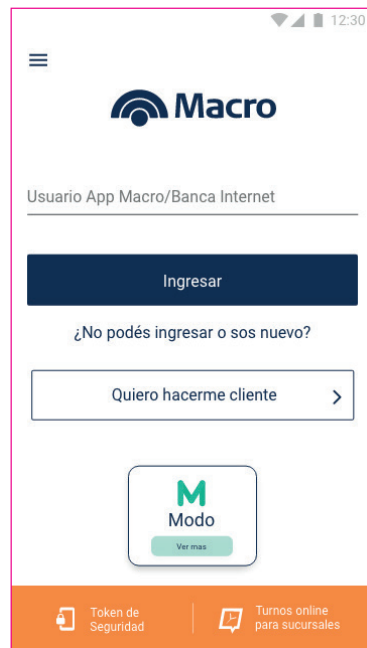 12:30
Macro
Usuario App Macro/Banca Internet
Ingresar
¿No podés ingresar o sos nuevo?
Quiero hacerme cliente
M
Modo
Ver mas
Token de
Seguridad
Turnos online
para sucursales